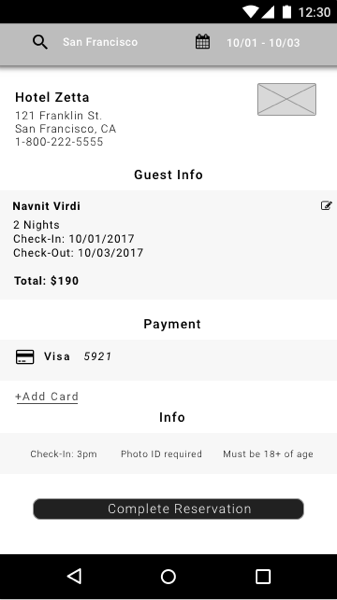 12:30
San Francisco 10/01 - 10/03
Hotel Zetta
121 Franklin St.
San Francisco, CA
1-800-222-5555
Guest Info
Navnit Virdi
2 Nights
Check-In: 10/01/2017
Check-Out: 10/03/2017
Total: $190
Payment
Visa 5921
+Add Card
Info
Check-In: 3pm Photo ID required Must be 18+ of age
Complete Reservation